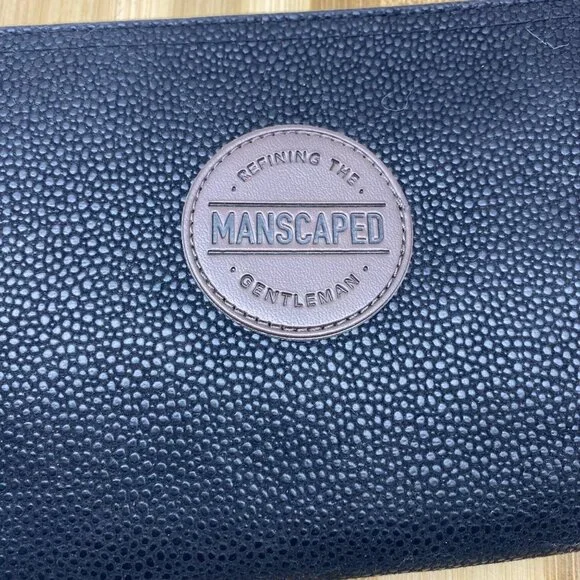 · REFINING THE ·
MANSCAPED
· GENTLEMAN ·